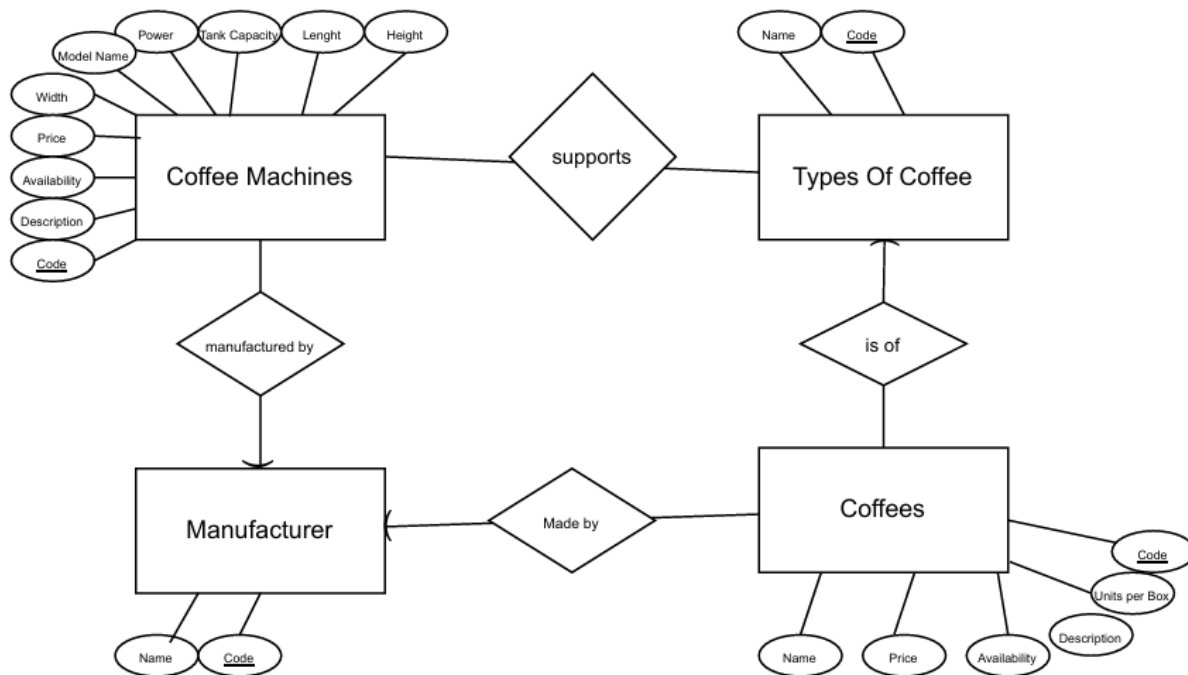 Power
Tank Capacity
Lenght
Height
Name
Code
Model Name
Width
Price
Availability
Description
Code
Coffee Machines
supports
Types Of Coffee
manufactured by
is of
Manufacturer
Made by
Coffees
Code
Units per Box
Description
Name
Code
Name
Price
Availability